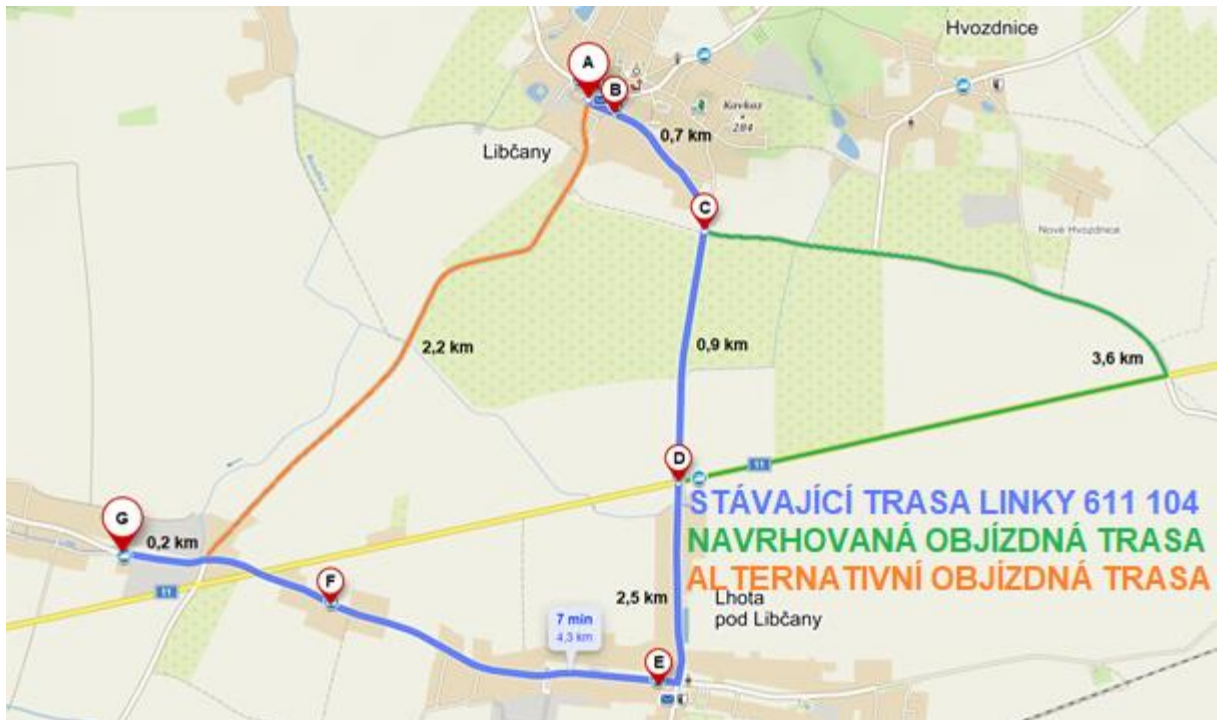 Hvozdnice
A
B
Kavkaz
284
0,7 km
Libčany
C
Nové Hvozdnice
2,2 km
0,9 km
3,6 km
D
11
STÁVAJÍCÍ TRASA LINKY 611 104
NAVRHOVANÁ OBJÍZDNÁ TRASA
ALTERNATIVNÍ OBJÍZDNÁ TRASA
G
0,2 km
F
11
2,5 km
Lhota
pod Libčany
7 min
4,3 km
E